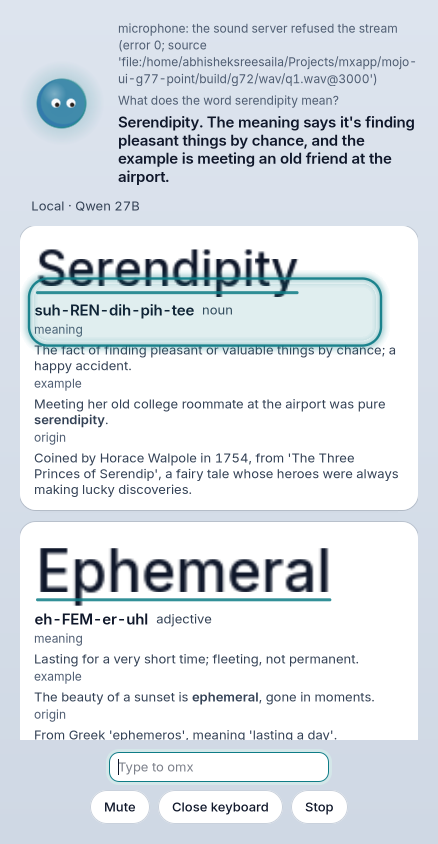 microphone: the sound server refused the stream
(error 0; source
'file:/home/abhisheksreesaila/Projects/mxapp/mojo-
ui-g77-point/build/g72/wav/q1.wav@3000')
What does the word serendipity mean?
Serendipity. The meaning says it's finding
pleasant things by chance, and the
example is meeting an old friend at the
airport.
Local · Qwen 27B
Serendipity
suh-REN-dih-pih-tee noun
meaning
The fact of finding pleasant or valuable things by chance; a
happy accident.
example
Meeting her old college roommate at the airport was pure
serendipity.
origin
Coined by Horace Walpole in 1754, from 'The Three
Princes of Serendip', a fairy tale whose heroes were always
making lucky discoveries.
Ephemeral
eh-FEM-er-uhl adjective
meaning
Lasting for a very short time; fleeting, not permanent.
example
The beauty of a sunset is ephemeral, gone in moments.
origin
From Greek 'ephemeros', meaning 'lasting a day'.
Type to omx
Mute
Close keyboard
Stop